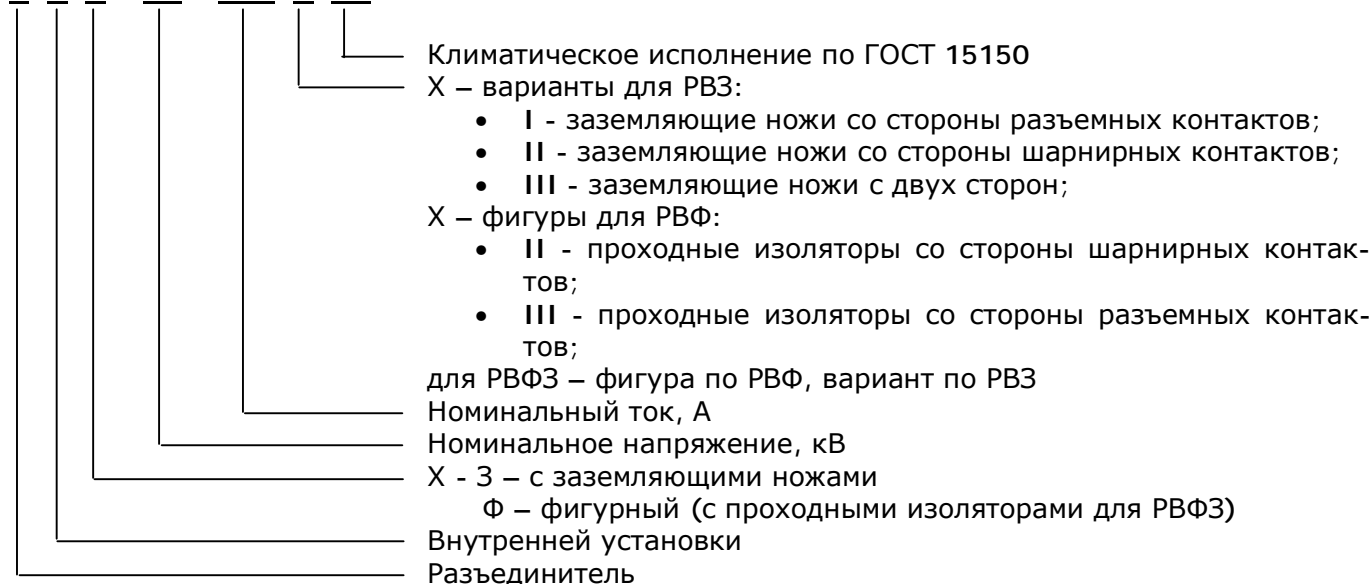 Климатическое исполнение по ГОСТ 15150
Х – варианты для РВЗ:
• I - заземляющие ножи со стороны разъемных контактов;
• II - заземляющие ножи со стороны шарнирных контактов;
• III - заземляющие ножи с двух сторон;
Х – фигуры для РВФ:
• II - проходные изоляторы со стороны шарнирных контак-
тов;
• III - проходные изоляторы со стороны разъемных контак-
тов;
для РВФЗ – фигура по РВФ, вариант по РВЗ
Номинальный ток, А
Номинальное напряжение, кВ
Х - З – с заземляющими ножами
Ф – фигурный (с проходными изоляторами для РВФЗ)
Внутренней установки
Разъединитель